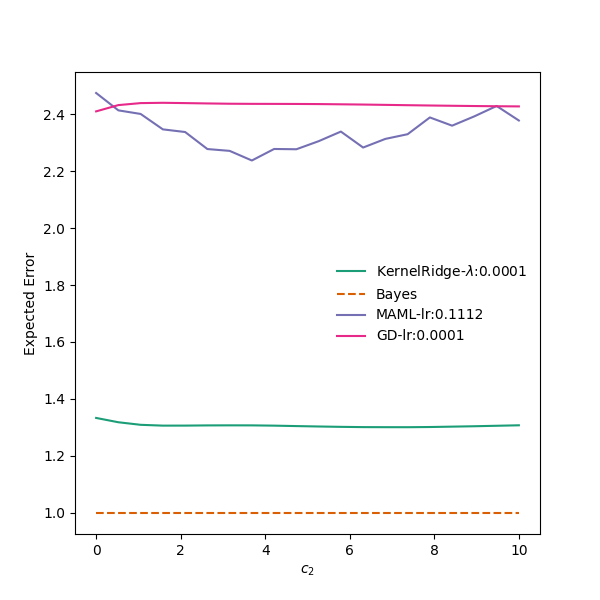 2.4
2.2
2.0
1.8
1.6
1.4
1.2
1.0
Expected Error
KernelRidge-λ:0.0001
Bayes
MAML-lr:0.1112
GD-lr:0.0001
0 2 4 6 8 10
c₂